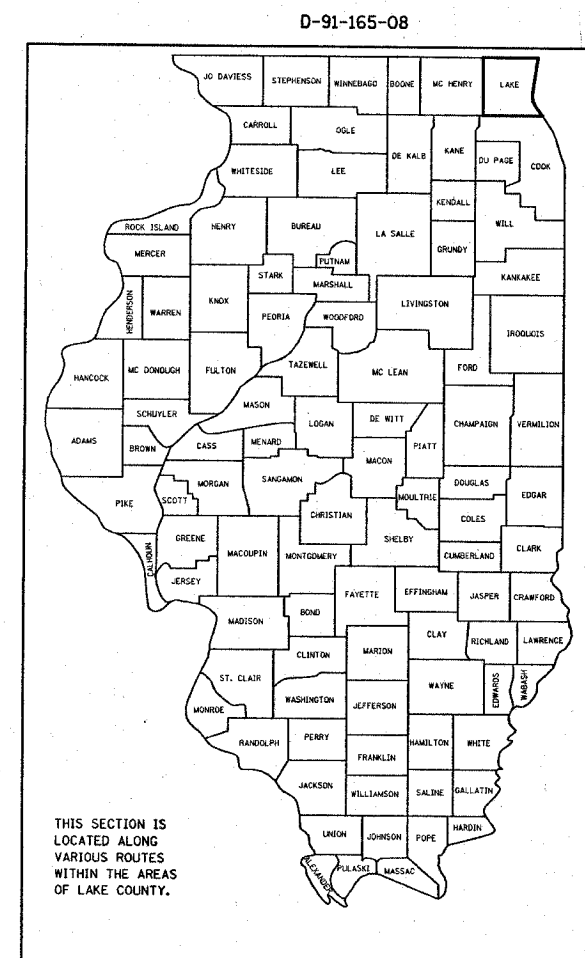 D-91-165-08
JO DAVIESS STEPHENSON WINNEBAGO BOONE MC HENRY LAKE
CARROLL OGLE
DE KALB KANE DU PAGE COOK
WHITESIDE LEE
KENDALL
ROCK ISLAND HENRY BUREAU LA SALLE WILL
MERCER PUTNAM GRUNDY
STARK MARSHALL KANKAKEE
HENDERSON WARREN KNOX PEORIA WOODFORD LIVINGSTON IROQUOIS
HANCOCK MC DONOUGH FULTON TAZEWELL MC LEAN FORD
MASON
SCHUYLER LOGAN DE WITT CHAMPAIGN VERMILION
ADAMS BROWN CASS MENARD PIATT
MACON
MORGAN SANGAMON DOUGLAS
PIKE SCOTT CHRISTIAN MOULTRIE EDGAR
COLES
GREENE MACOUPIN MONTGOMERY SHELBY CUMBERLAND CLARK
CALHOUN JERSEY
FAYETTE EFFINGHAM JASPER CRAWFORD
MADISON BOND
CLAY RICHLAND LAWRENCE
CLINTON MARION
ST. CLAIR WAYNE EDWARDS WABASH
MONROE WASHINGTON JEFFERSON
RANDOLPH PERRY HAMILTON WHITE
FRANKLIN
JACKSON WILLIAMSON SALINE GALLATIN
UNION JOHNSON POPE HARDIN
ALEXANDER PULASKI MASSAC
THIS SECTION IS
LOCATED ALONG
VARIOUS ROUTES
WITHIN THE AREAS
OF LAKE COUNTY.